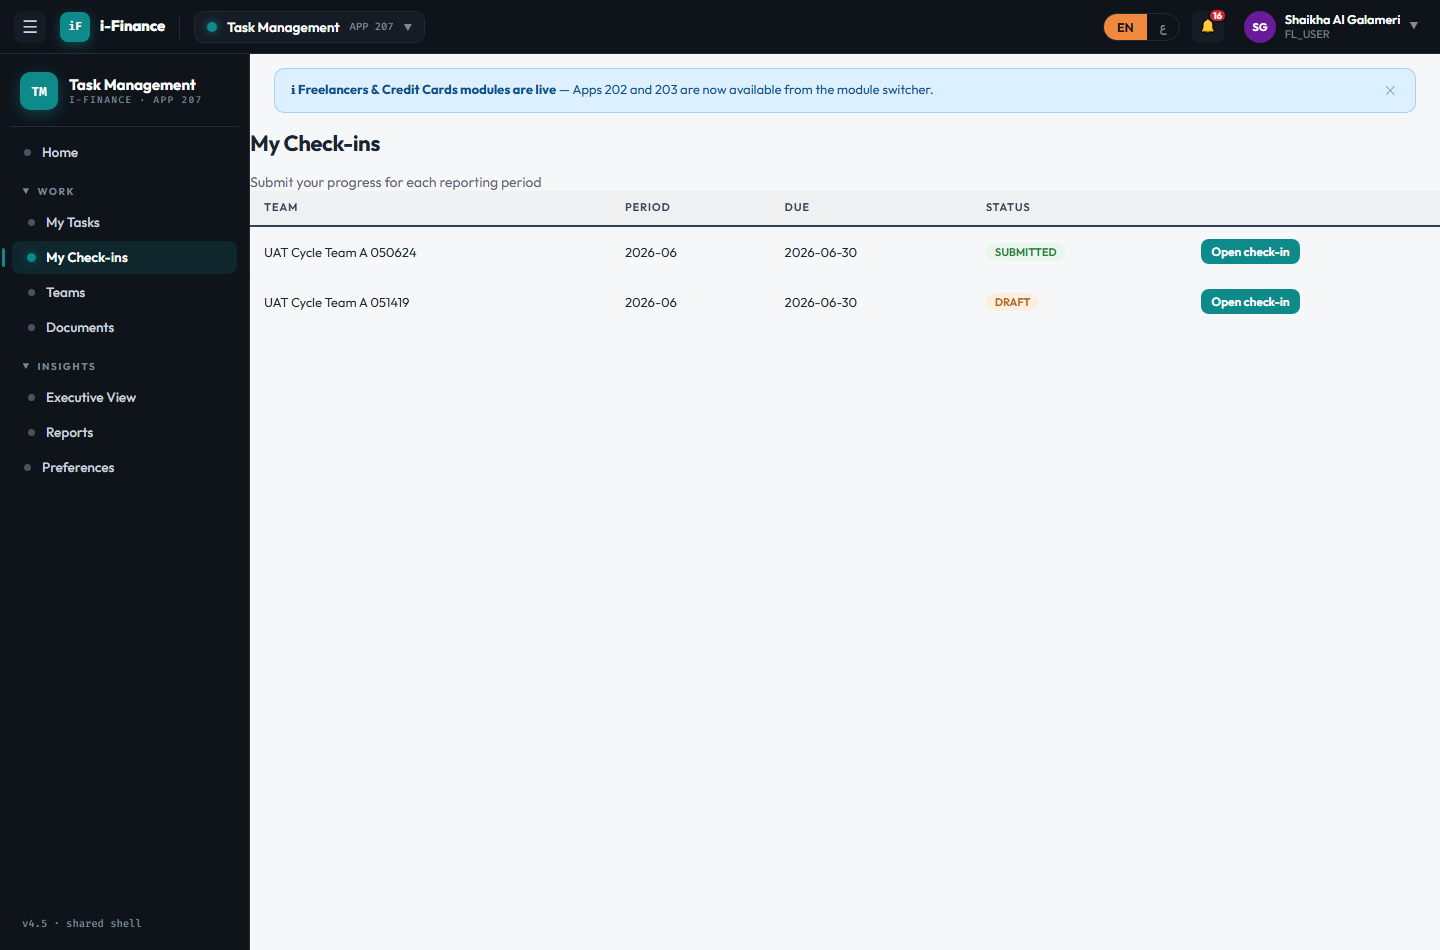 ☰ iF i-Finance Task Management APP 207 ▼ EN ع 🔔 16 SG Shaikha Al Galameri ▼
FL_USER
TM Task Management
I-FINANCE · APP 207
Home
▼ WORK
My Tasks
My Check-ins
Teams
Documents
▼ INSIGHTS
Executive View
Reports
Preferences
v4.5 · shared shell
ℹ Freelancers & Credit Cards modules are live — Apps 202 and 203 are now available from the module switcher. ×
My Check-ins
Submit your progress for each reporting period
TEAM PERIOD DUE STATUS
UAT Cycle Team A 050624 2026-06 2026-06-30 SUBMITTED Open check-in
UAT Cycle Team A 051419 2026-06 2026-06-30 DRAFT Open check-in